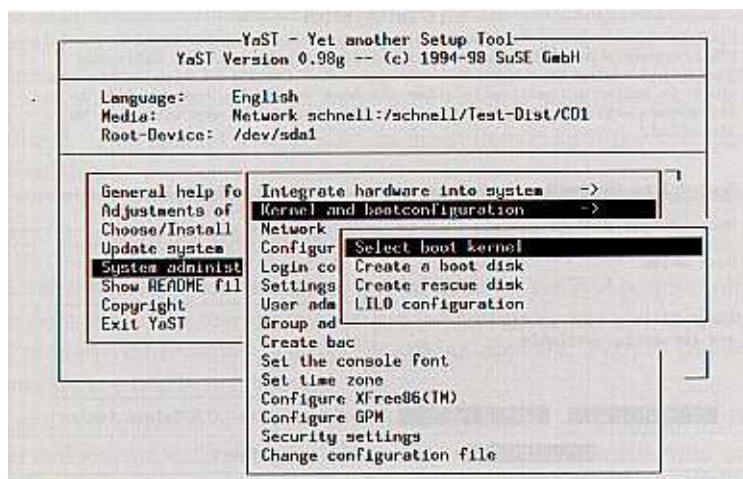 YaST - Yet another Setup Tool
YaST Version 0.98g -- (c) 1994-98 SuSE GmbH
Language: English
Media: Network schnell:/schnell/Test-Dist/CD1
Root-Device: /dev/sda1
General help fo
Adjustments of
Choose/Install
Update system
System administ
Show README fil
Copyright
Exit YaST
Integrate hardware into system ->
Kernel and bootconfiguration ->
Network
Configur
Login co
Settings
User adm
Group ad
Create bac
Set the console font
Set time zone
Configure XFree86(TM)
Configure GPM
Security settings
Change configuration file
Select boot kernel
Create a boot disk
Create rescue disk
LILO configuration